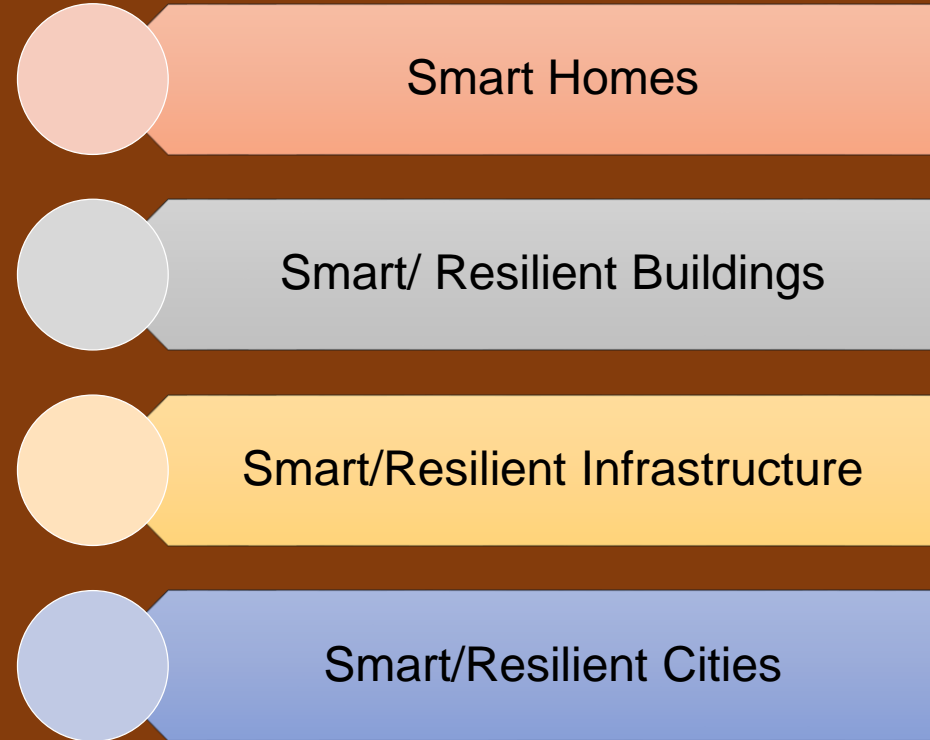 Smart Homes
Smart/ Resilient Buildings
Smart/Resilient Infrastructure
Smart/Resilient Cities